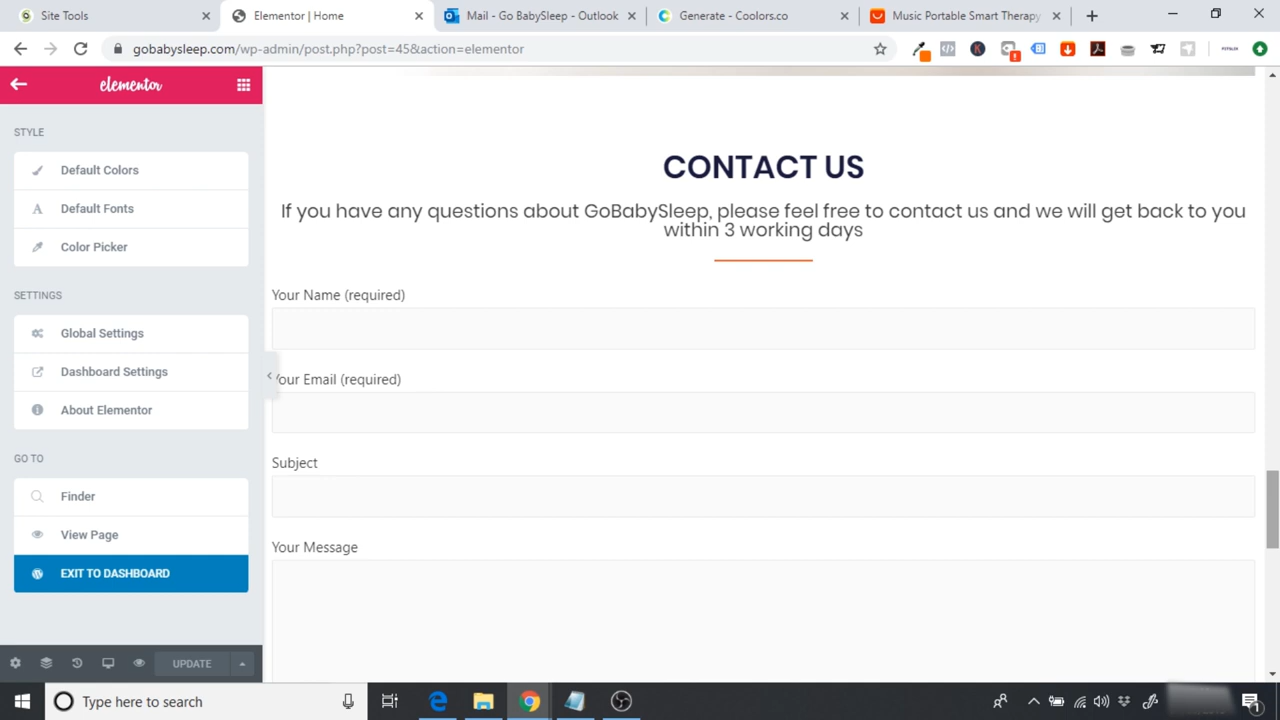 Site Tools
Elementor | Home
Mail - Go BabySleep - Outlook
Generate - Coolors.co
Music Portable Smart Therapy
gobabysleep.com/wp-admin/post.php?post=45&action=elementor
elementor
STYLE
Default Colors
Default Fonts
Color Picker
SETTINGS
Global Settings
Dashboard Settings
About Elementor
GO TO
Finder
View Page
EXIT TO DASHBOARD
UPDATE
CONTACT US
If you have any questions about GoBabySleep, please feel free to contact us and we will get back to you
within 3 working days
Your Name (required)
Your Email (required)
Subject
Your Message
Type here to search